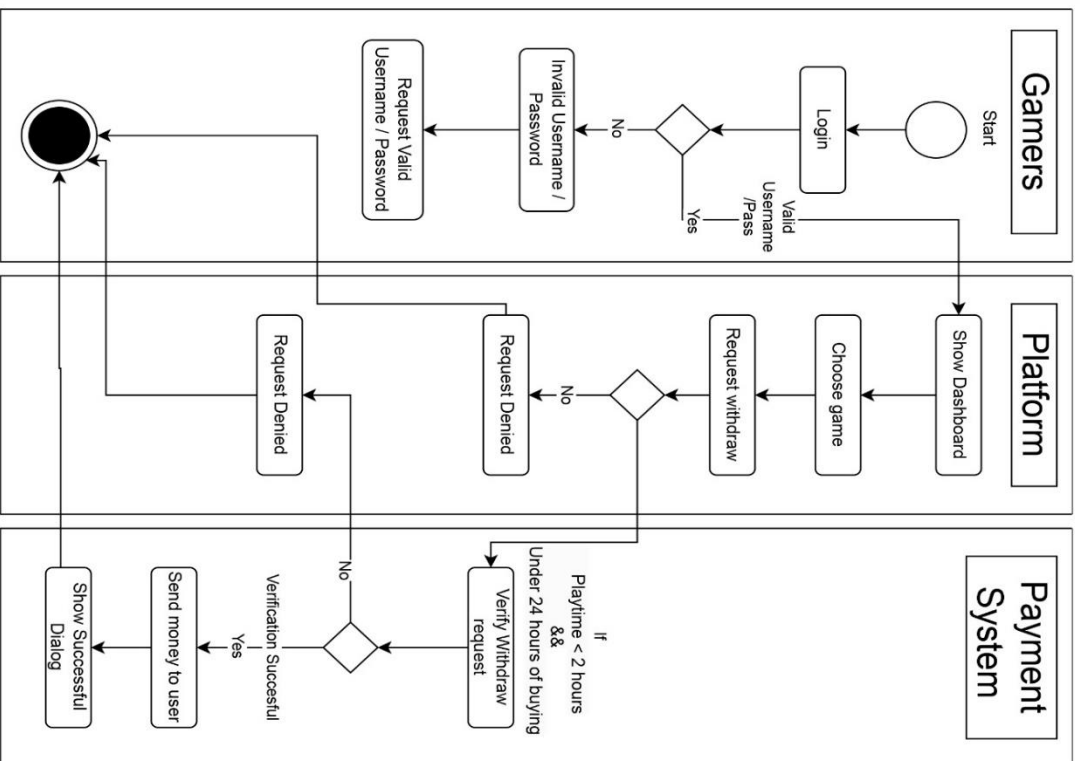 Gamers
Start
Login
Valid
Username
/Pass
Yes
No
Invalid Username /
Password
Request Valid
Username / Password
Platform
Show Dashboard
Choose game
Request withdraw
No
Request Denied
Request Denied
Payment
System
If
Playtime < 2 hours
&&
Under 24 hours of buying
Verify Withdraw
request
No
Verification Succesful
Yes
Send money to user
Show Successful
Dialog